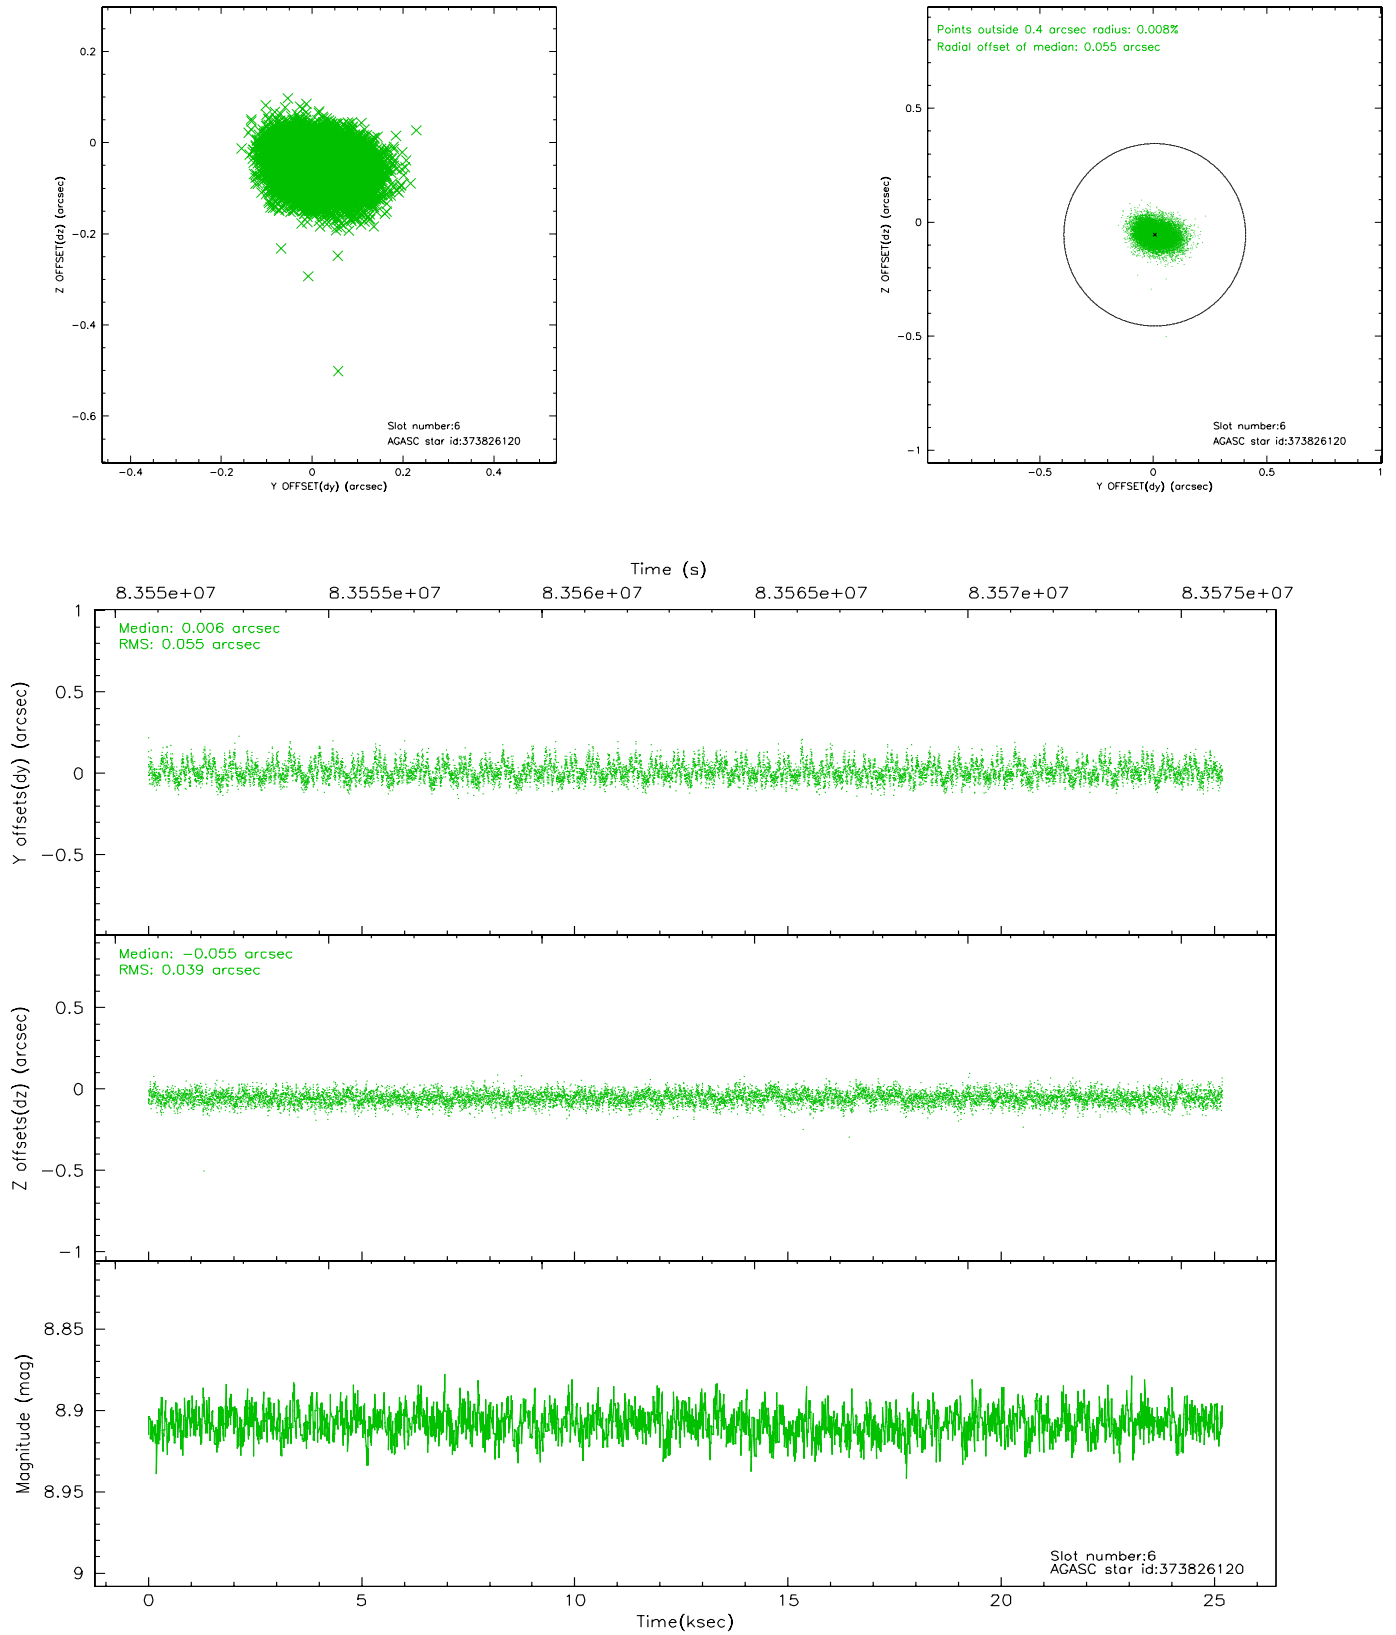 0.2
0
-0.2
-0.4
-0.6
Z OFFSET(dz) (arcsec)
Slot number:6
AGASC star id:373826120
-0.4 -0.2 0 0.2 0.4
Y OFFSET(dy) (arcsec)
Points outside 0.4 arcsec radius: 0.008%
Radial offset of median: 0.055 arcsec
0.5
0
-0.5
-1
Z OFFSET(dz) (arcsec)
Slot number:6
AGASC star id:373826120
-0.5 0 0.5 1
Y OFFSET(dy) (arcsec)
Time (s)
8.355e+07 8.3555e+07 8.356e+07 8.3565e+07 8.357e+07 8.3575e+07
Median: 0.006 arcsec
RMS: 0.055 arcsec
1
0.5
0
-0.5
Y offsets(dy) (arcsec)
Median: -0.055 arcsec
RMS: 0.039 arcsec
0.5
0
-0.5
-1
Z offsets(dz) (arcsec)
8.85
8.9
8.95
9
Magnitude (mag)
Slot number:6
AGASC star id:373826120
0 5 10 15 20 25
Time(ksec)